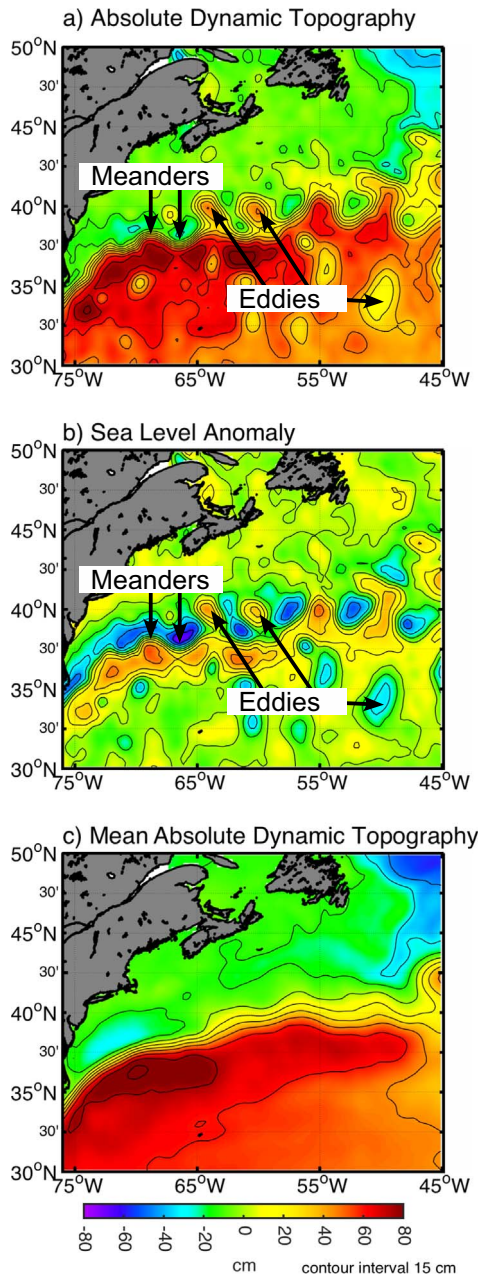 a) Absolute Dynamic Topography
50°N
30'
45°N
30'
Meanders
40°N
30'
35°N
Eddies
30'
30°N
75°W 65°W 55°W 45°W
b) Sea Level Anomaly
50°N
30'
45°N
30'
Meanders
40°N
30'
35°N
Eddies
30'
30°N
75°W 65°W 55°W 45°W
c) Mean Absolute Dynamic Topography
50°N
30'
45°N
30'
40°N
30'
35°N
30'
30°N
75°W 65°W 55°W 45°W
-80 -60 -40 -20 0 20 40 60 80
cm contour interval 15 cm